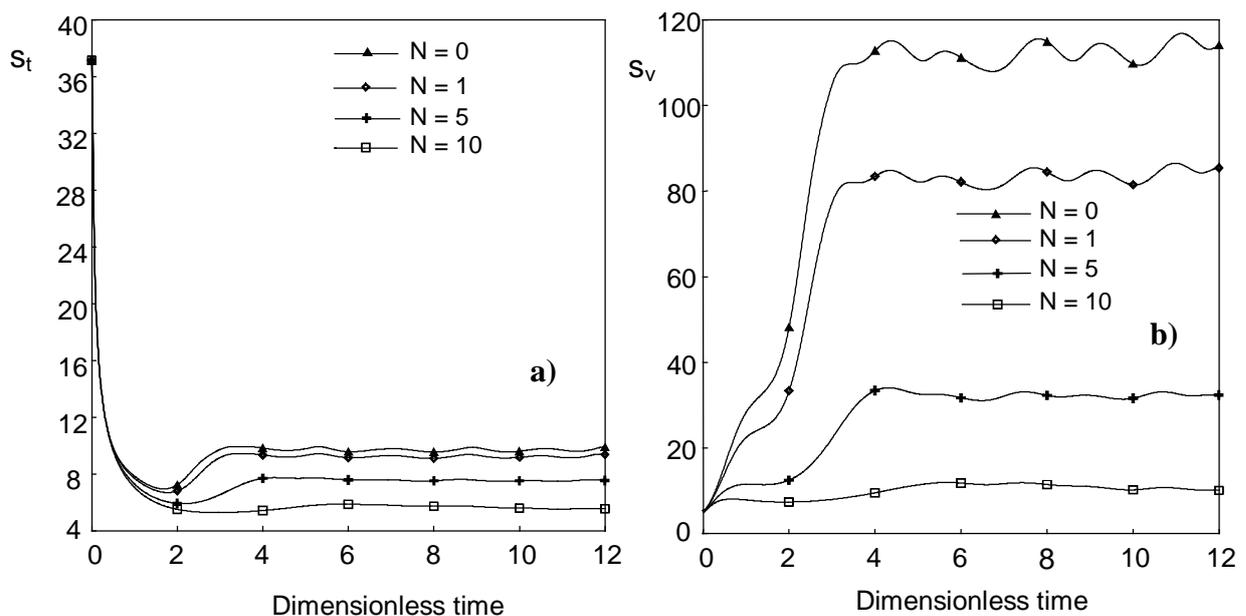 40
36
32
28
24
20
16
12
8
4
s_t
N = 0
N = 1
N = 5
N = 10
a)
0 2 4 6 8 10 12
Dimensionless time
120
100
80
60
40
20
0
s_v
N = 0
N = 1
N = 5
N = 10
b)
0 2 4 6 8 10 12
Dimensionless time